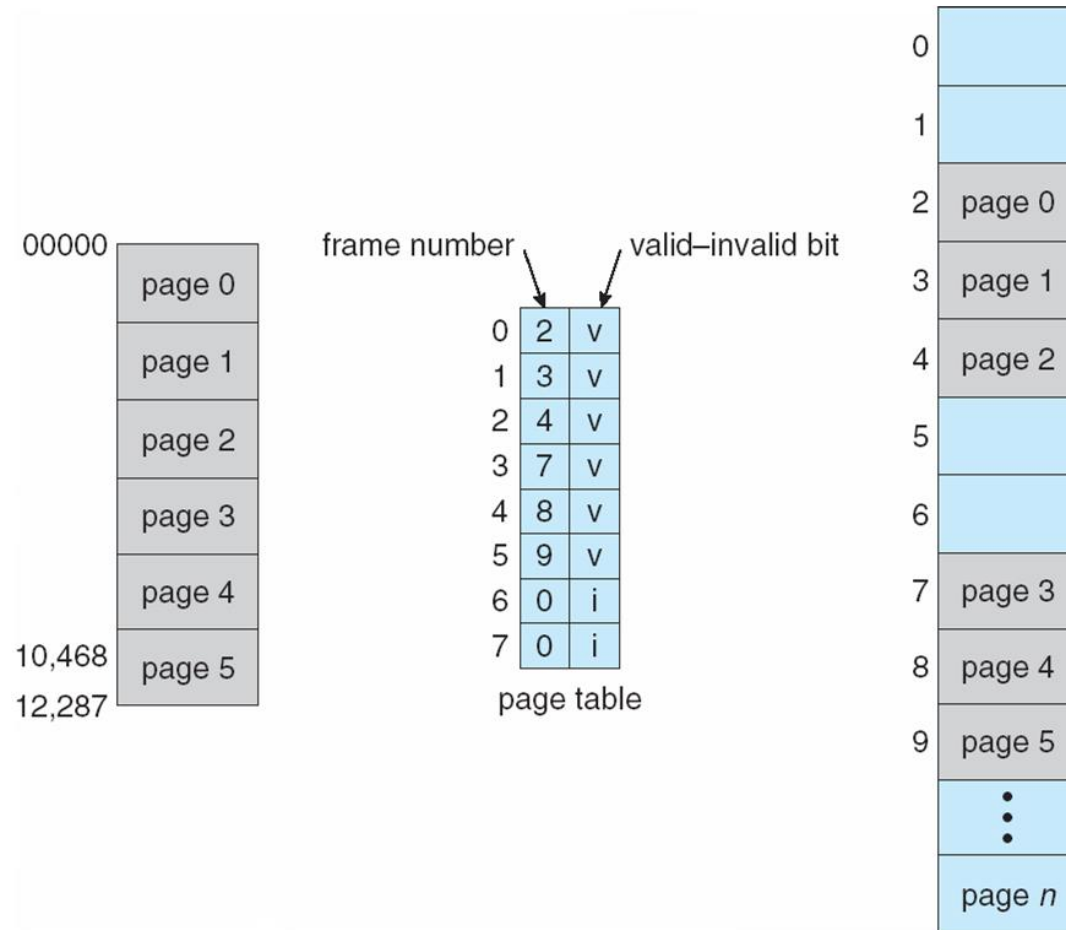 00000
page 0
page 1
page 2
page 3
page 4
10,468
page 5
12,287
frame number
valid–invalid bit
0 2 v
1 3 v
2 4 v
3 7 v
4 8 v
5 9 v
6 0 i
7 0 i
page table
0
1
2 page 0
3 page 1
4 page 2
5
6
7 page 3
8 page 4
9 page 5
page n